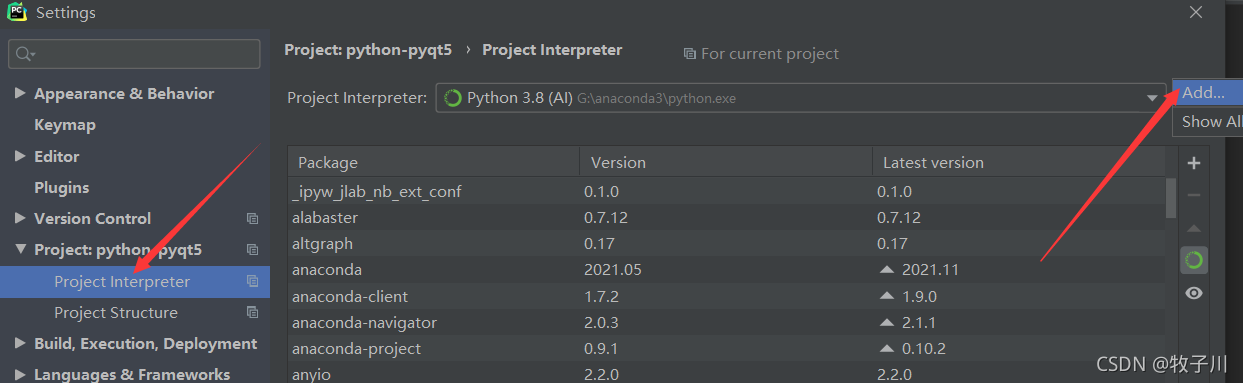 PC Settings
Project: python-pyqt5 › Project Interpreter For current project
Appearance & Behavior
Project Interpreter: Python 3.8 (AI) G:\anaconda3\python.exe Add...
Keymap
Show All
Editor
Package Version Latest version
Plugins
_ipyw_jlab_nb_ext_conf 0.1.0 0.1.0
Version Control
alabaster 0.7.12 0.7.12
Project: python-pyqt5
altgraph 0.17 0.17
Project Interpreter
anaconda 2021.05 2021.11
anaconda-client 1.7.2 1.9.0
Project Structure
anaconda-navigator 2.0.3 2.1.1
Build, Execution, Deployment
anaconda-project 0.9.1 0.10.2
Languages & Frameworks
anyio 2.2.0 2.2.0
CSDN @牧子川